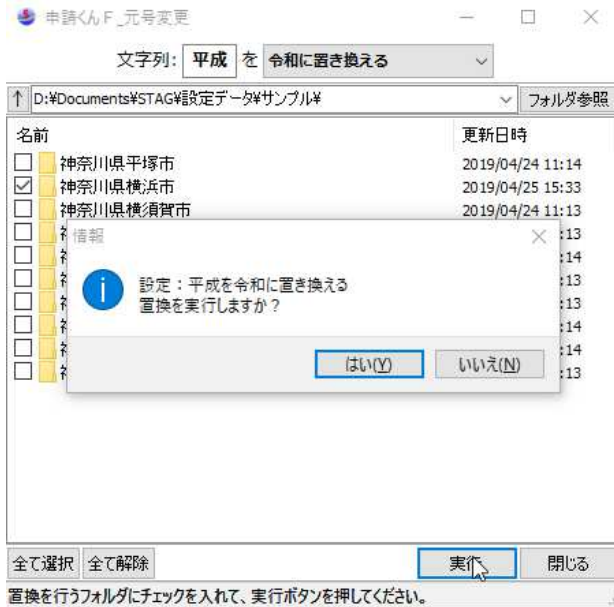 申請くんF_元号変更
文字列: 平成 を 令和に置き換える
↑ D:¥Documents¥STAG¥設定データ¥サンプル¥ フォルダ参照
名前 更新日時
神奈川県平塚市 2019/04/24 11:14
神奈川県横浜市 2019/04/25 15:33
神奈川県横須賀市 2019/04/24 11:13
情報
:13
:14
設定：平成を令和に置き換える
:13
置換を実行しますか？
:13
:14
:14
はい(Y) いいえ(N)
:13
全て選択 全て解除 実行 閉じる
置換を行うフォルダにチェックを入れて、実行ボタンを押してください。